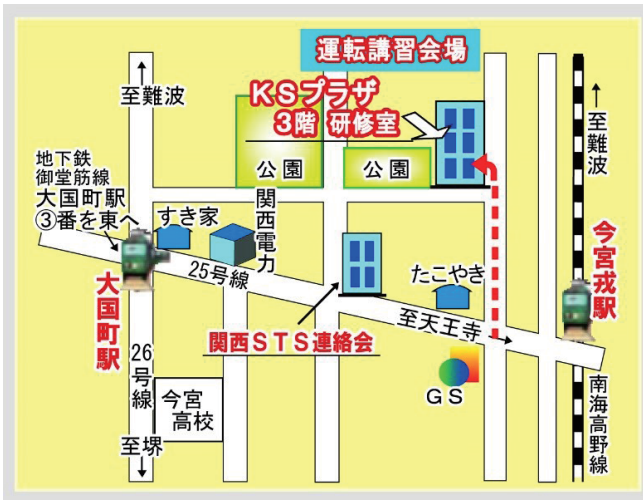 運転講習会場
KSプラザ
3階 研修室
至難波
公園
公園
至難波
地下鉄
御堂筋線
大国町駅
③番を東へ
すき家
関西電力
25号線
たこやき
今宮戎駅
大国町駅
関西STS連絡会
至天王寺
26号線
今宮
高校
GS
至堺
南海高野線